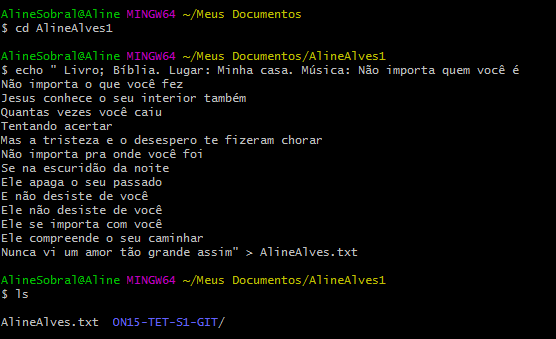 AlineSobral@Aline MINGW64 ~/Meus Documentos
$ cd AlineAlves1
AlineSobral@Aline MINGW64 ~/Meus Documentos/AlineAlves1
$ echo " Livro; Bíblia. Lugar: Minha casa. Música: Não importa quem você é
Não importa o que você fez
Jesus conhece o seu interior também
Quantas vezes você caiu
Tentando acertar
Mas a tristeza e o desespero te fizeram chorar
Não importa pra onde você foi
Se na escuridão da noite
Ele apaga o seu passado
E não desiste de você
Ele não desiste de você
Ele se importa com você
Ele compreende o seu caminhar
Nunca vi um amor tão grande assim" > AlineAlves.txt
AlineSobral@Aline MINGW64 ~/Meus Documentos/AlineAlves1
$ ls
AlineAlves.txt  ON15-TET-S1-GIT/